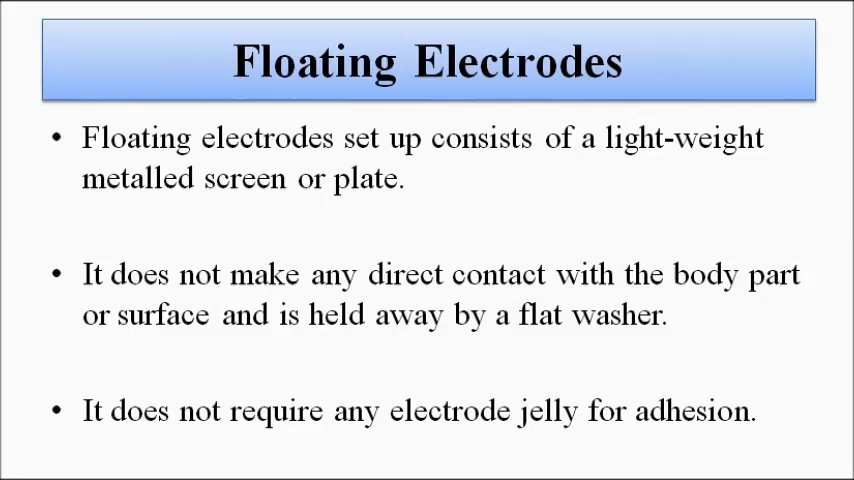 Floating Electrodes
• Floating electrodes set up consists of a light-weight
metalled screen or plate.
• It does not make any direct contact with the body part
or surface and is held away by a flat washer.
• It does not require any electrode jelly for adhesion.